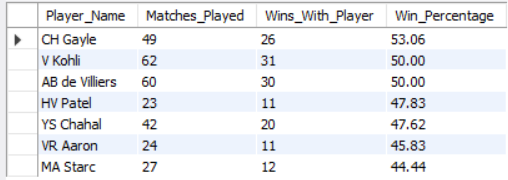 Player_Name Matches_Played Wins_With_Player Win_Percentage
CH Gayle 49 26 53.06
V Kohli 62 31 50.00
AB de Villiers 60 30 50.00
HV Patel 23 11 47.83
YS Chahal 42 20 47.62
VR Aaron 24 11 45.83
MA Starc 27 12 44.44